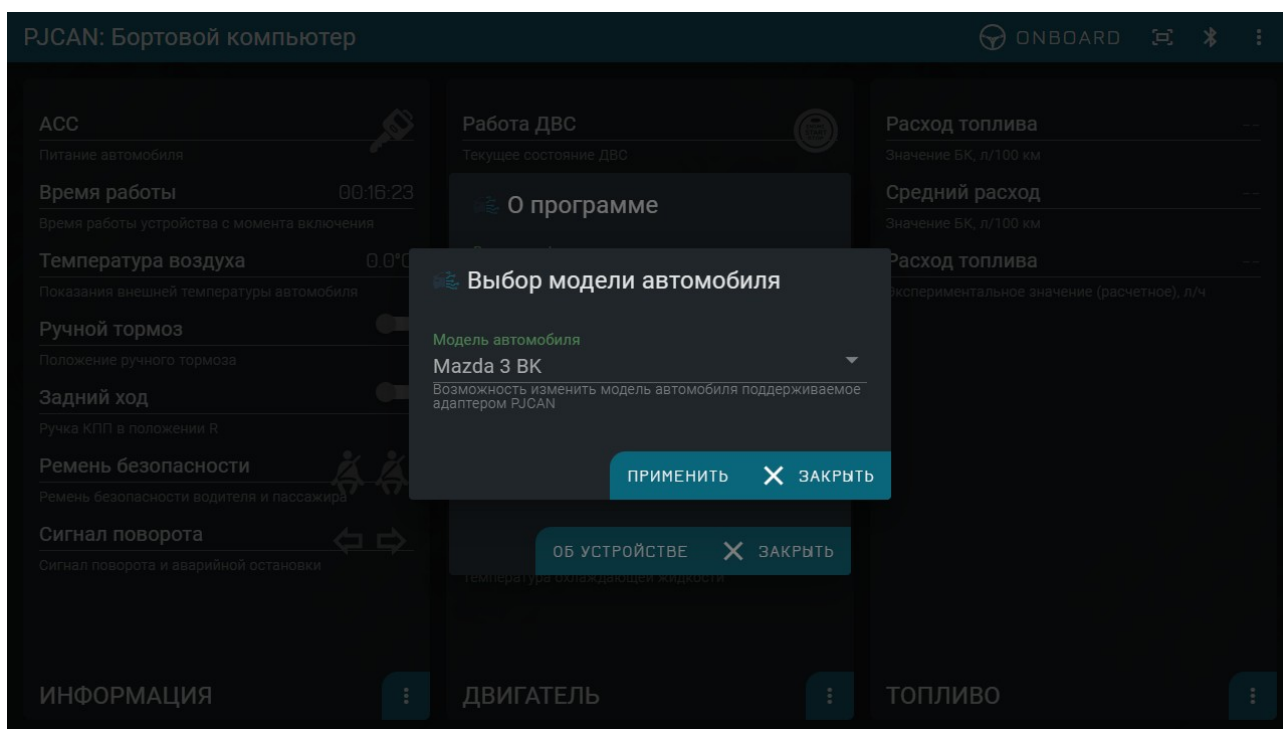 PJCAN: Бортовой компьютер
ONBOARD
ACC
Питание автомобиля
Время работы
00:16:23
Время работы устройства с момента включения
Температура воздуха
0.0°C
Показания внешней температуры автомобиля
Ручной тормоз
Положение ручного тормоза
Задний ход
Ручка КПП в положении R
Ремень безопасности
Ремень безопасности водителя и пассажира
Сигнал поворота
Сигнал поворота и аварийной остановки
ИНФОРМАЦИЯ
Работа ДВС
Текущее состояние ДВС
О программе
Выбор модели автомобиля
Модель автомобиля
Mazda 3 BK
Возможность изменить модель автомобиля поддерживаемое
адаптером PJCAN
ПРИМЕНИТЬ
ЗАКРЫТЬ
ОБ УСТРОЙСТВЕ
ЗАКРЫТЬ
Температура охлаждающей жидкости
ДВИГАТЕЛЬ
Расход топлива
--
Значение БК, л/100 км
Средний расход
--
Значение БК, л/100 км
Расход топлива
--
Экспериментальное значение (расчетное), л/ч
ТОПЛИВО